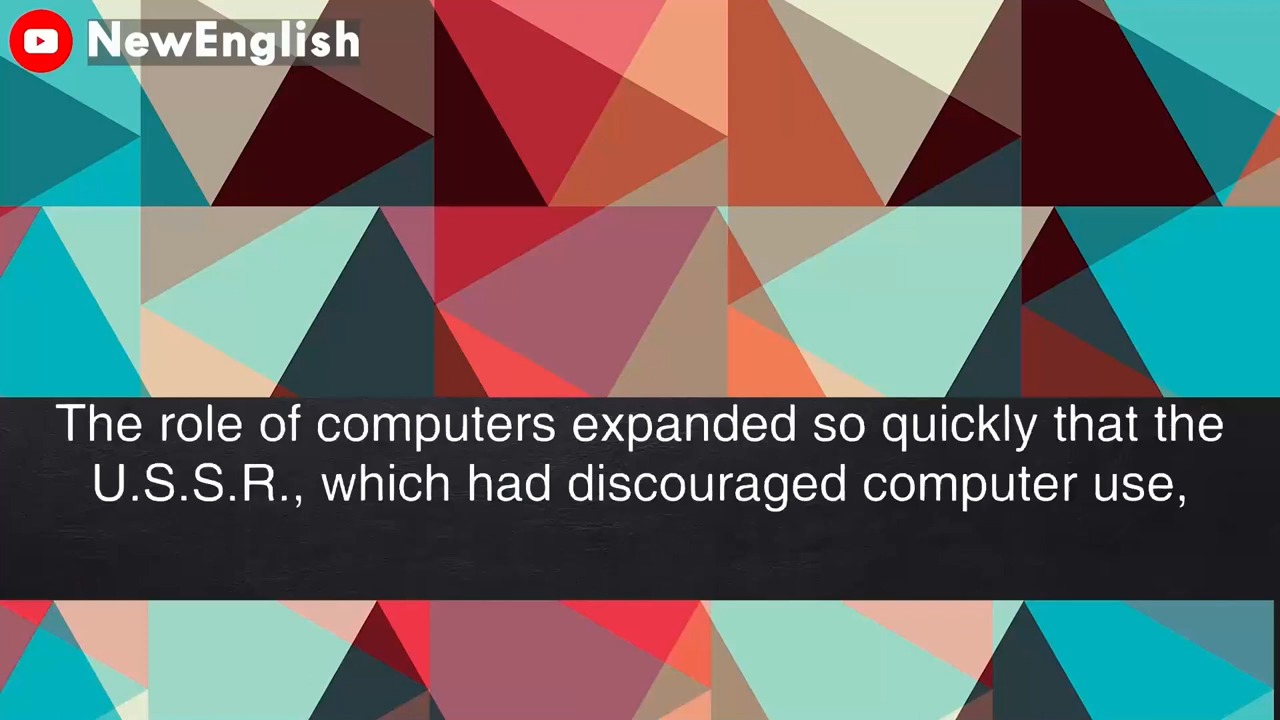 NewEnglish
The role of computers expanded so quickly that the
U.S.S.R., which had discouraged computer use,